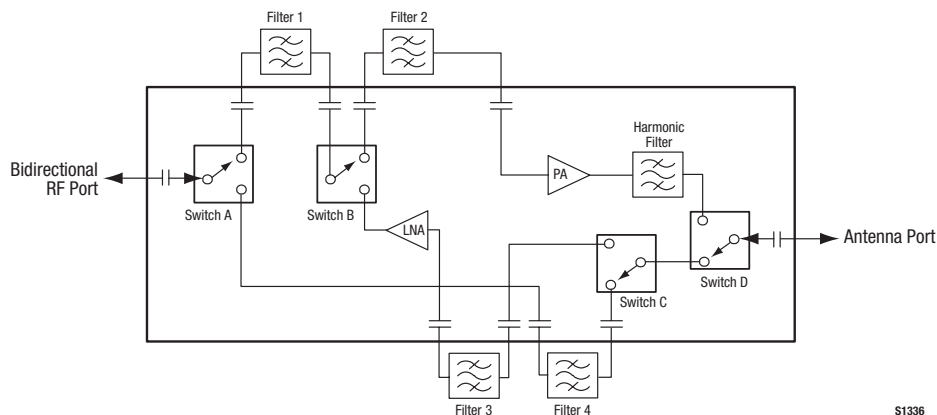 Filter 1
Filter 2
Harmonic
Filter
Bidirectional
RF Port
PA
Switch A
Switch B
LNA
Antenna Port
Switch D
Switch C
Filter 3
Filter 4
S1336